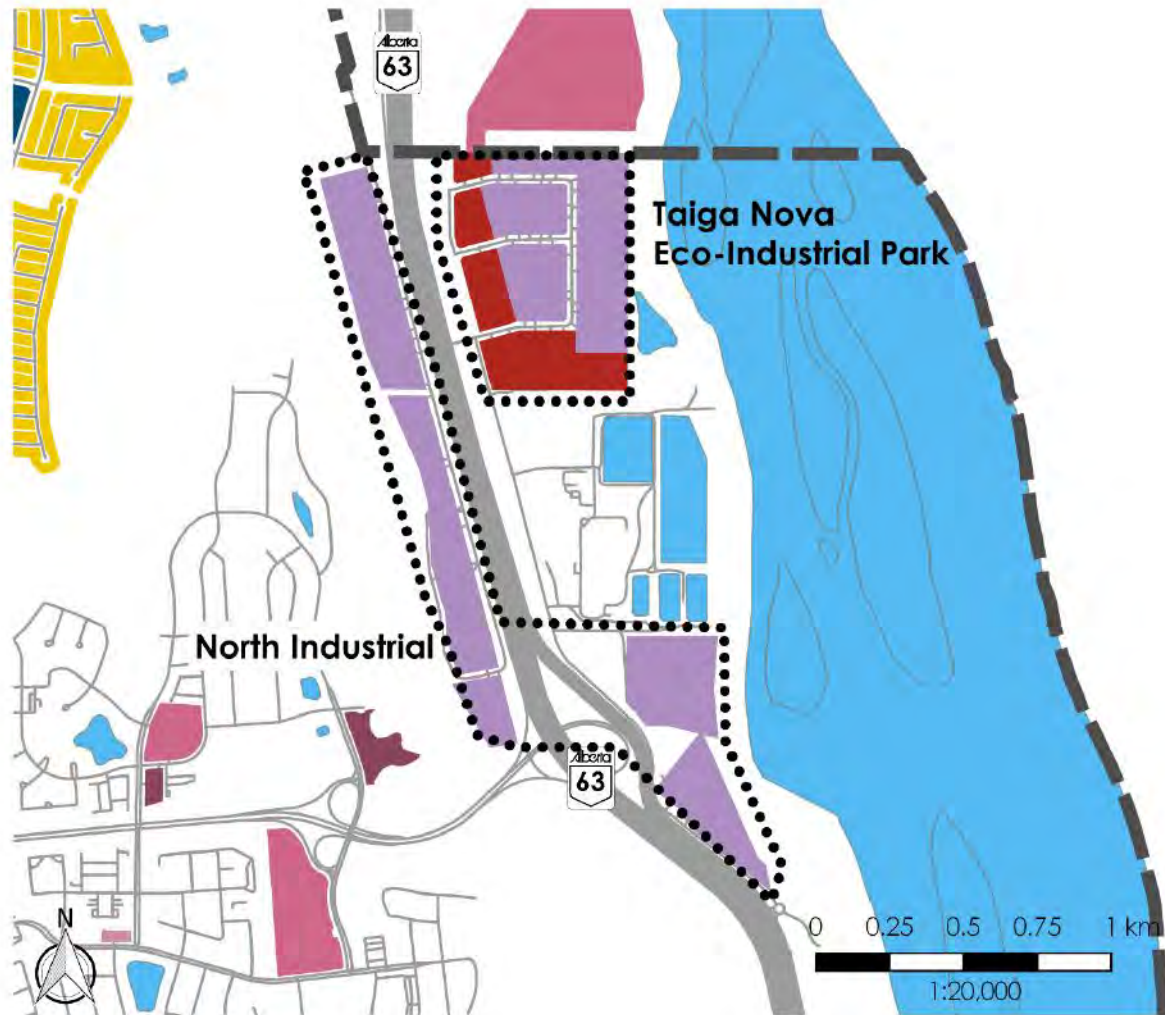 Alberta
63
Taiga Nova
Eco-Industrial Park
North Industrial
Alberta
63
N
0 0.25 0.5 0.75 1 km
1:20,000